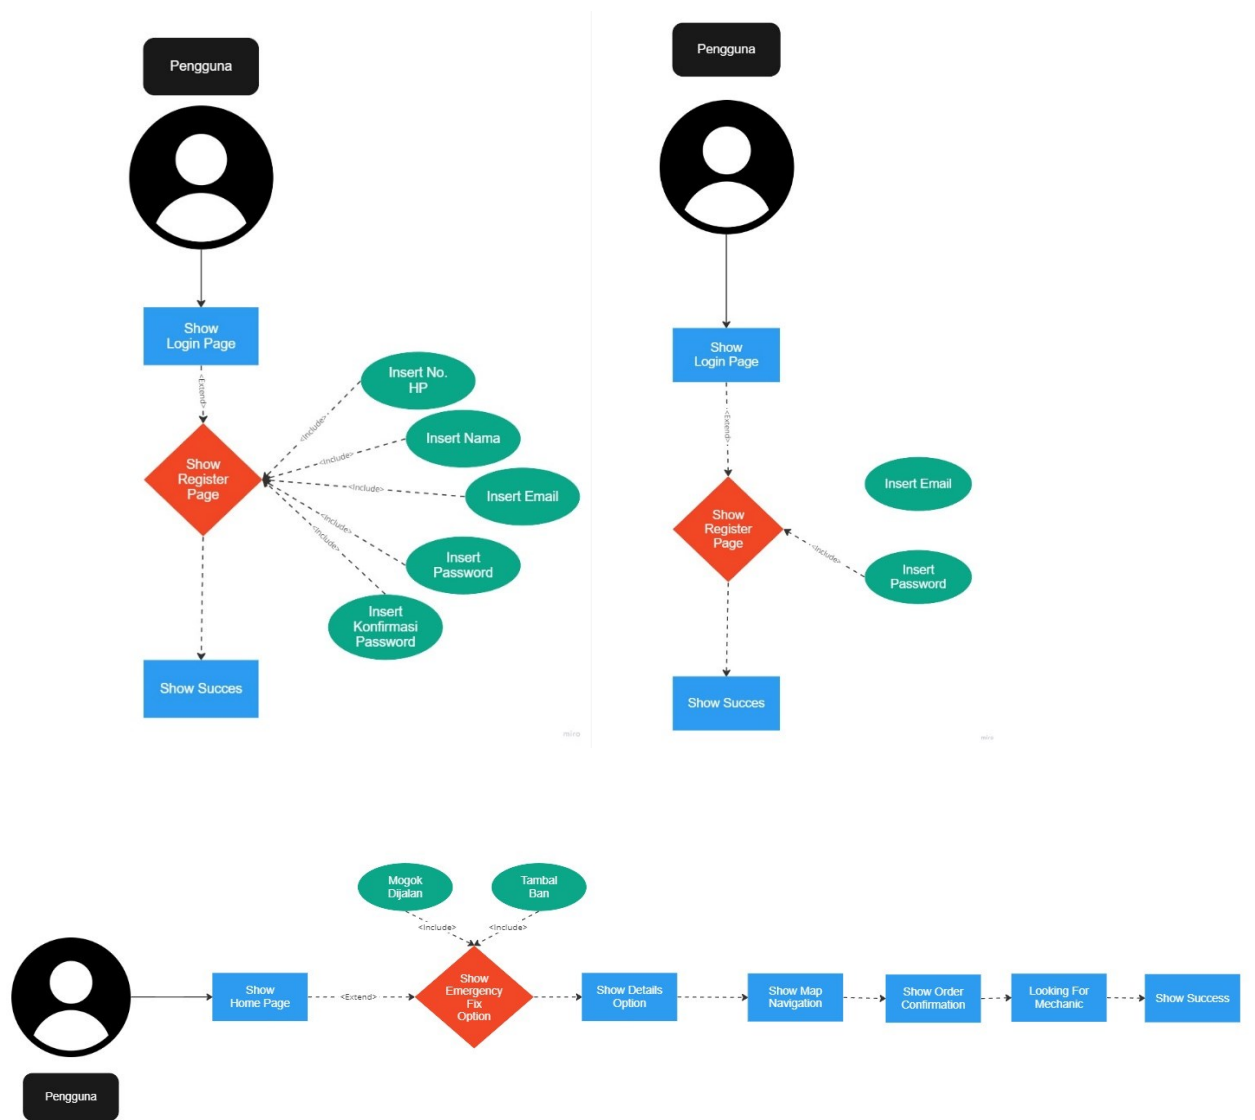 Pengguna
Show
Login Page
<Extend>
Show
Register
Page
Insert No.
HP
<Include>
Insert Nama
<Include>
Insert Email
<Include>
Insert
Password
<Include>
Insert
Konfirmasi
Password
<Include>
Show Succes
miro
Pengguna
Show
Login Page
<Extend>
Show
Register
Page
Insert Email
Insert
Password
<Include>
Show Succes
miro
Mogok
Dijalan
Tambal
Ban
<Include>
<Include>
Show
Home Page
<Extend>
Show
Emergency
Fix
Option
Show Details
Option
Show Map
Navigation
Show Order
Confirmation
Looking For
Mechanic
Show Success
Pengguna